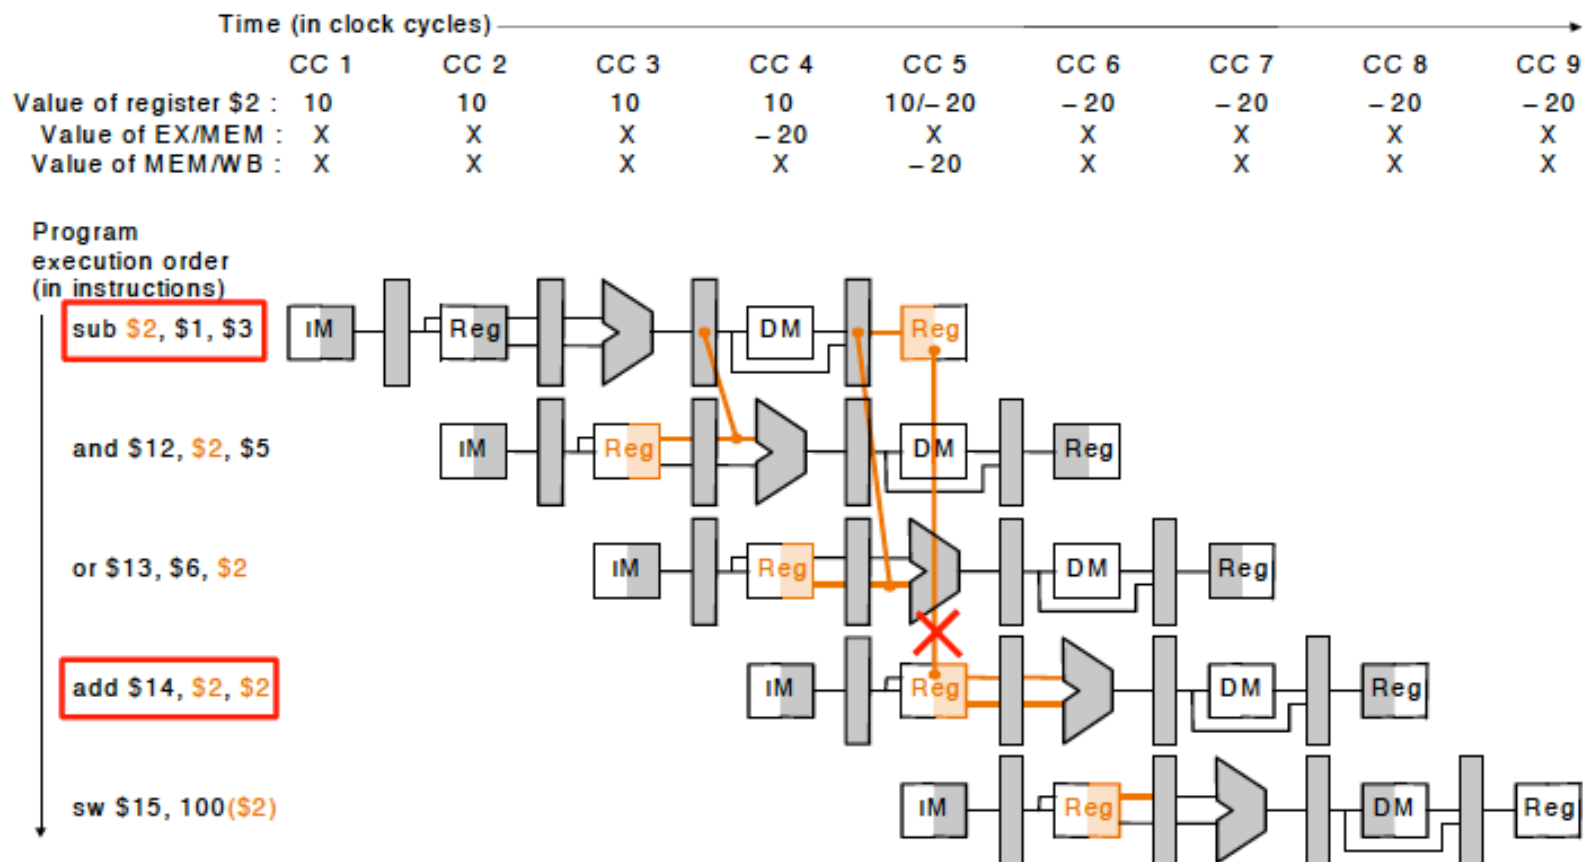 Time (in clock cycles)
CC 1 CC 2 CC 3 CC 4 CC 5 CC 6 CC 7 CC 8 CC 9
Value of register $2 : 10 10 10 10 10/–20 –20 –20 –20 –20
Value of EX/MEM : X X X –20 X X X X X
Value of MEM/WB : X X X X –20 X X X X
Program
execution order
(in instructions)
sub $2, $1, $3 IM Reg DM Reg
and $12, $2, $5 IM Reg DM Reg
or $13, $6, $2 IM Reg DM Reg
add $14, $2, $2 IM Reg DM Reg
sw $15, 100($2) IM Reg DM Reg